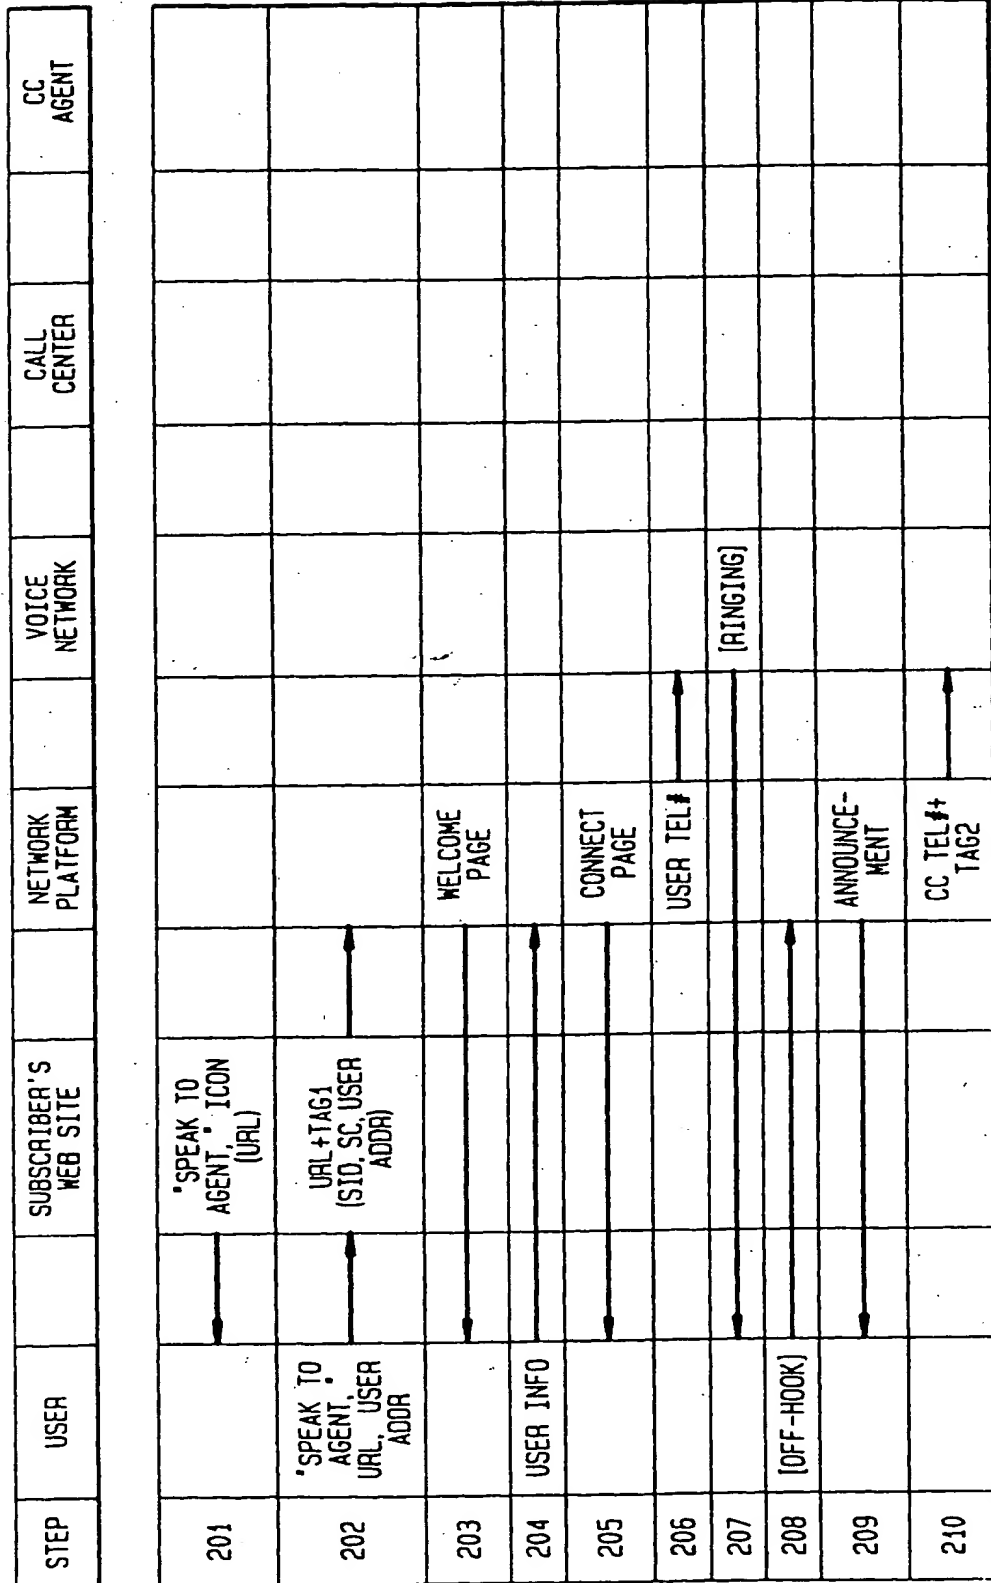 STEP
USER
SUBSCRIBER'S
WEB SITE
NETWORK
PLATFORM
VOICE
NETWORK
CALL
CENTER
CC
AGENT
201
"SPEAK TO
AGENT," ICON
(URL)
202
"SPEAK TO
AGENT,"
URL, USER
ADDR
URL+TAG1
(SID, SC, USER
ADDR)
203
WELCOME
PAGE
204
USER INFO
205
CONNECT
PAGE
206
USER TEL#
207
[RINGING]
208
[OFF-HOOK]
209
ANNOUNCE-
MENT
210
CC TEL#+
TAG2